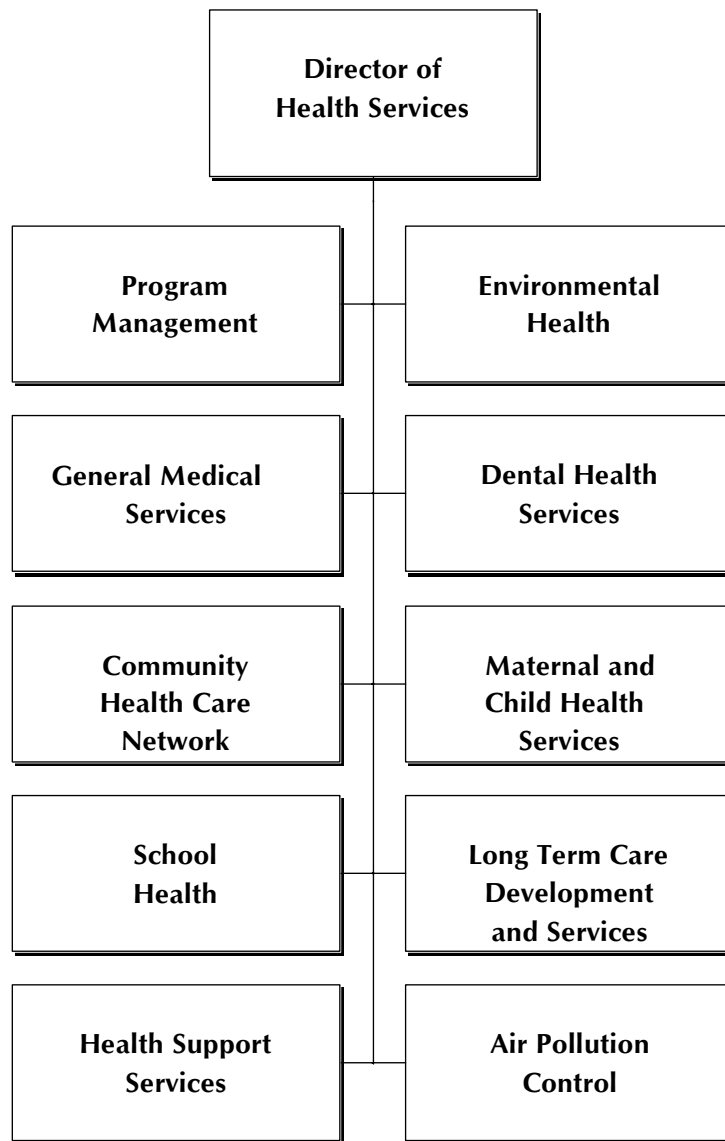 Director of
Health Services
Program
Management
Environmental
Health
General Medical
Services
Dental Health
Services
Community
Health Care
Network
Maternal and
Child Health
Services
School
Health
Long Term Care
Development
and Services
Health Support
Services
Air Pollution
Control